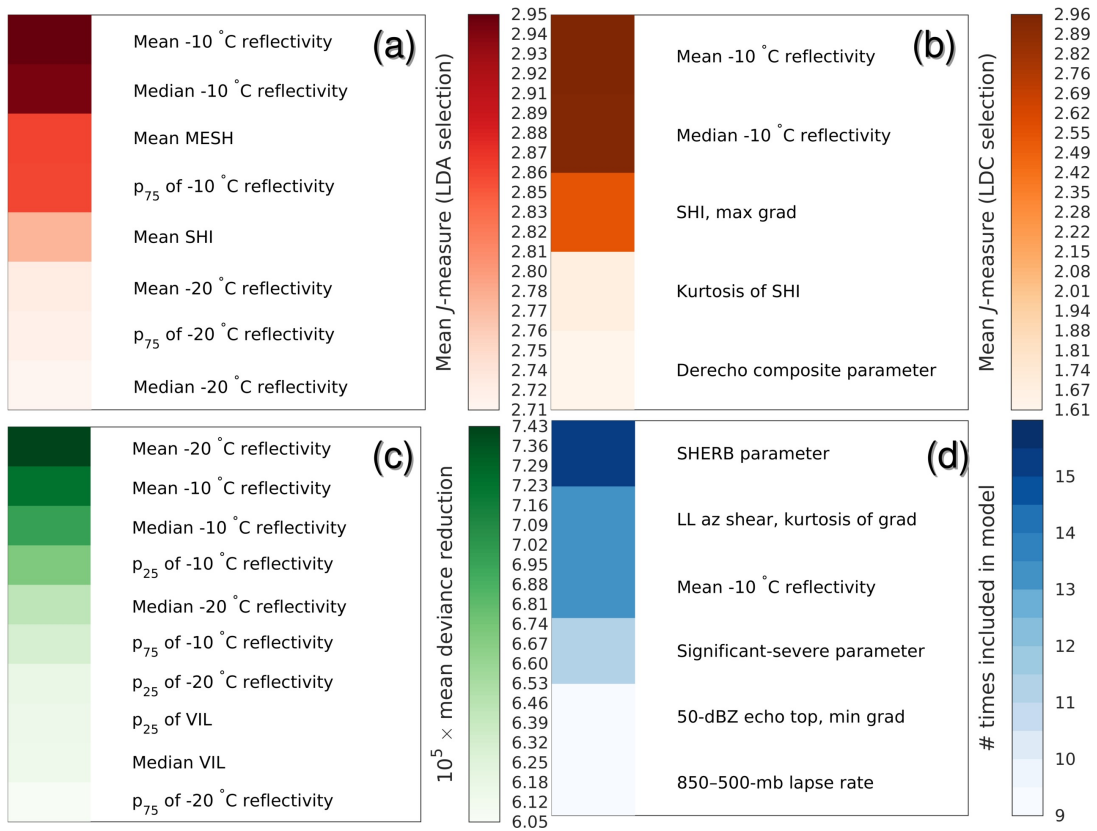 (a)
Mean -10 °C reflectivity
Median -10 °C reflectivity
Mean MESH
p75 of -10 °C reflectivity
Mean SHI
Mean -20 °C reflectivity
p75 of -20 °C reflectivity
Median -20 °C reflectivity
Mean J-measure (LDA selection)
2.95
2.94
2.93
2.92
2.91
2.89
2.88
2.87
2.86
2.85
2.83
2.82
2.81
2.80
2.78
2.77
2.76
2.75
2.74
2.72
2.71
(b)
Mean -10 °C reflectivity
Median -10 °C reflectivity
SHI, max grad
Kurtosis of SHI
Derecho composite parameter
Mean J-measure (LDC selection)
2.96
2.89
2.82
2.76
2.69
2.62
2.55
2.49
2.42
2.35
2.28
2.22
2.15
2.08
2.01
1.94
1.88
1.81
1.74
1.67
1.61
(c)
Mean -20 °C reflectivity
Mean -10 °C reflectivity
Median -10 °C reflectivity
p25 of -10 °C reflectivity
Median -20 °C reflectivity
p75 of -10 °C reflectivity
p25 of -20 °C reflectivity
p25 of VIL
Median VIL
p75 of -20 °C reflectivity
10^5 × mean deviance reduction
7.43
7.36
7.29
7.23
7.16
7.09
7.02
6.95
6.88
6.81
6.74
6.67
6.60
6.53
6.46
6.39
6.32
6.25
6.18
6.12
6.05
(d)
SHERB parameter
LL az shear, kurtosis of grad
Mean -10 °C reflectivity
Significant-severe parameter
50-dBZ echo top, min grad
850–500-mb lapse rate
# times included in model
15
14
13
12
11
10
9